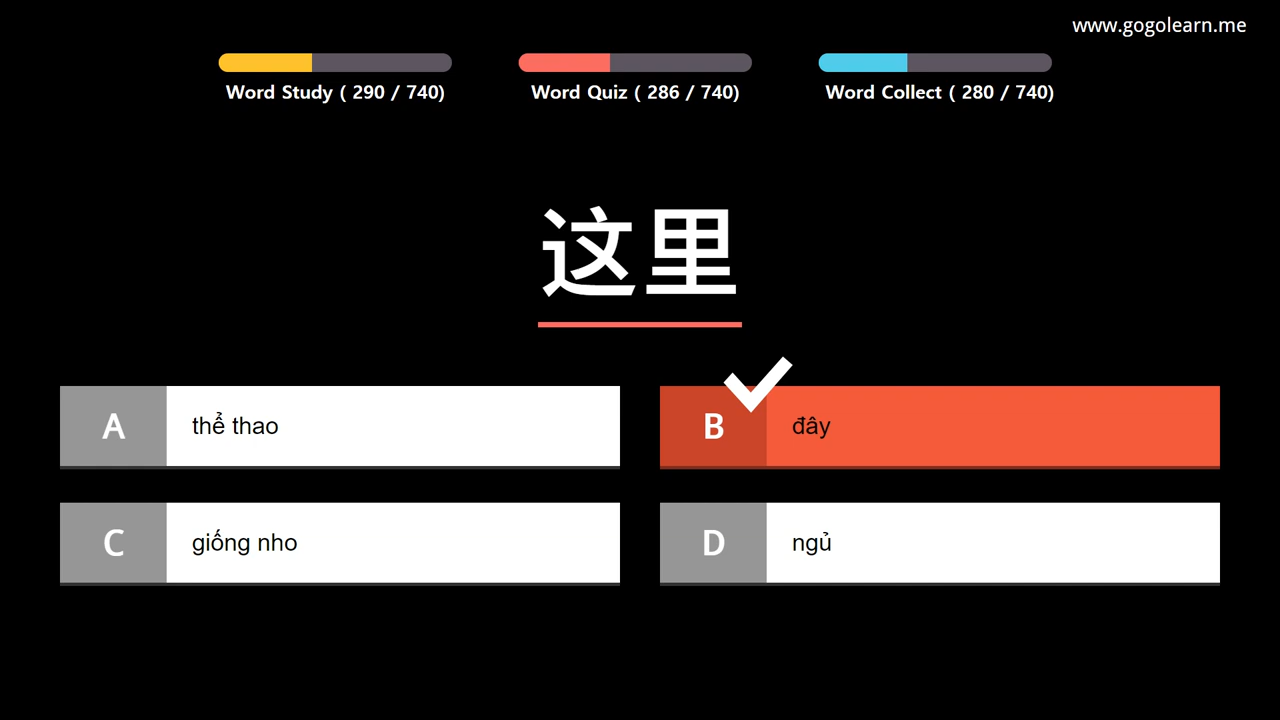 www.gogolearn.me
Word Study ( 290 / 740)
Word Quiz ( 286 / 740)
Word Collect ( 280 / 740)
这里
A thể thao
B đây
C giống nho
D ngủ